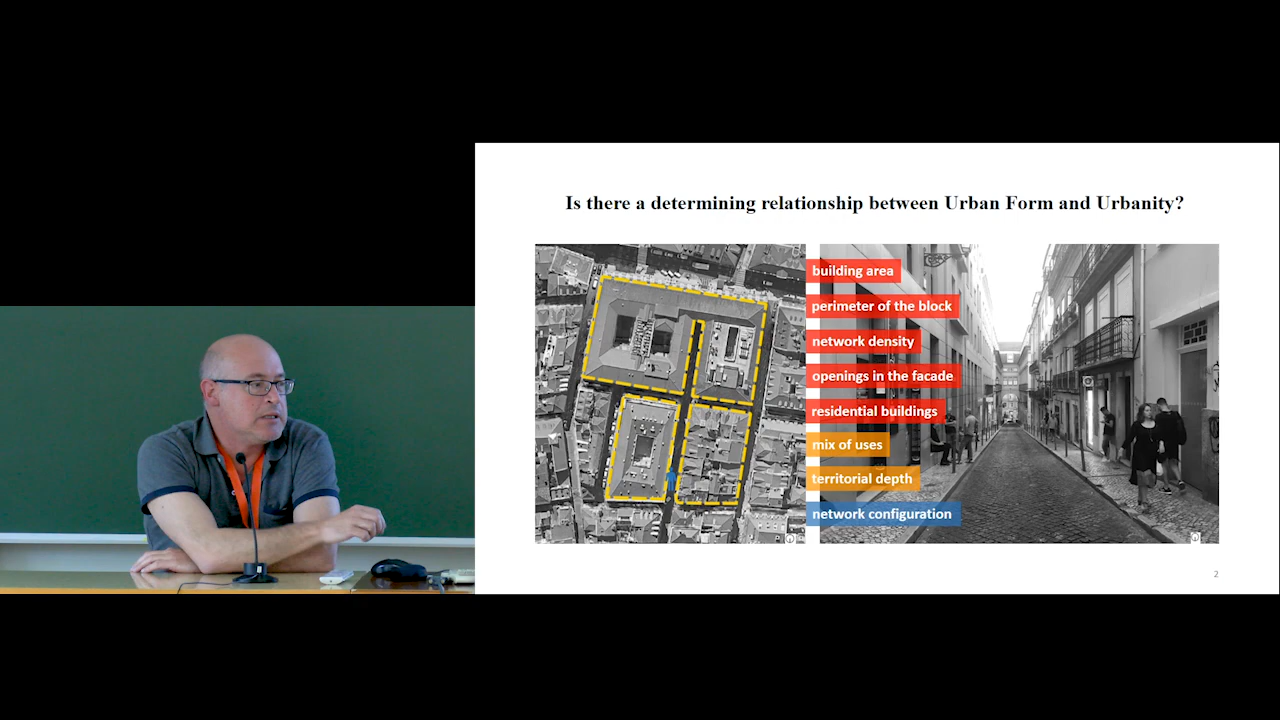 Is there a determining relationship between Urban Form and Urbanity?
building area
perimeter of the block
network density
openings in the facade
residential buildings
mix of uses
territorial depth
network configuration
2